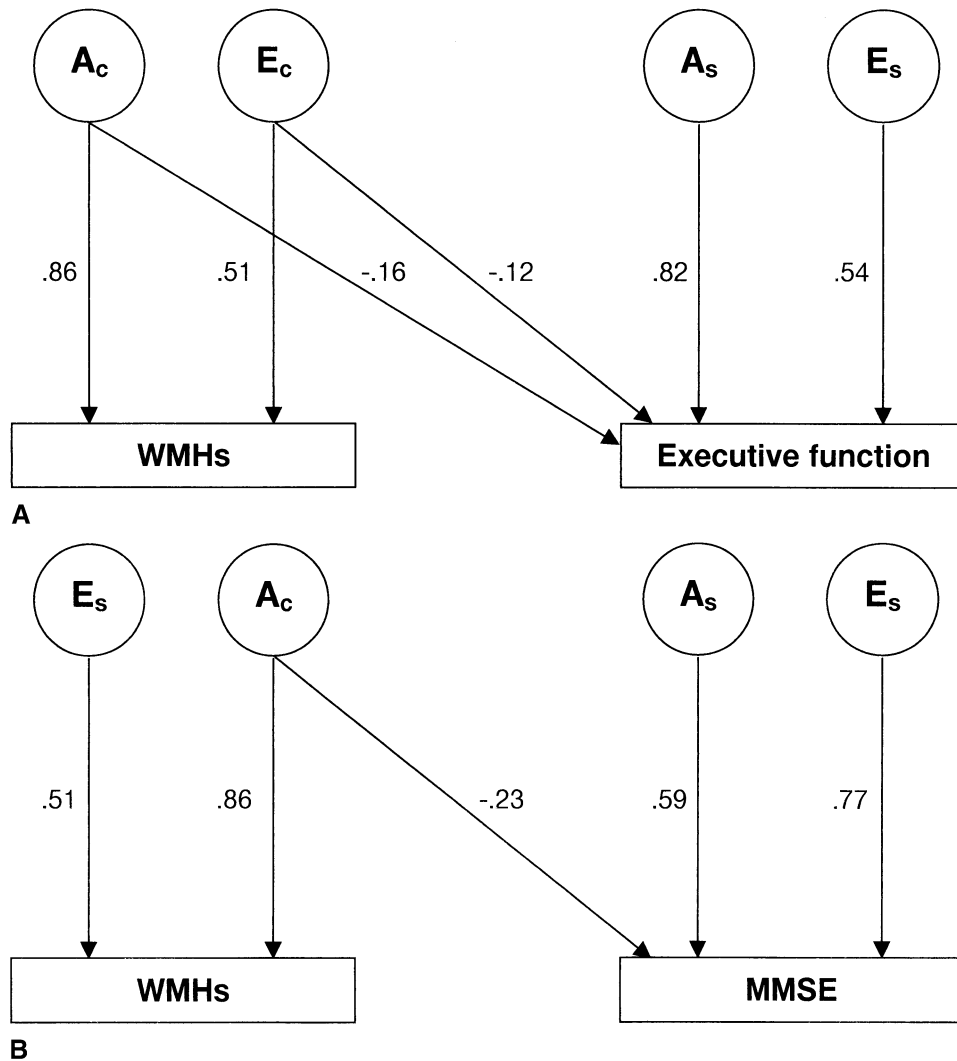 Ac Ec As Es
.86 .51 -.16 -.12 .82 .54
WMHs Executive function
A
Es Ac As Es
.51 .86 -.23 .59 .77
WMHs MMSE
B